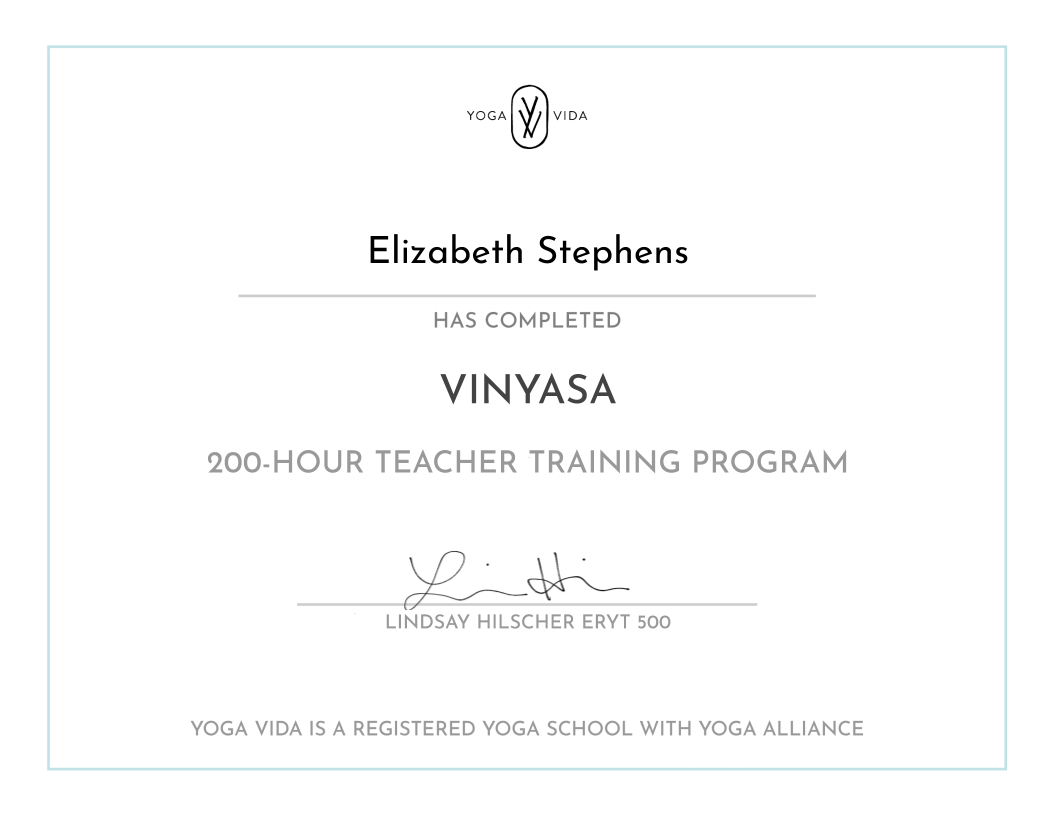 YOGA VIDA
Elizabeth Stephens
HAS COMPLETED
VINYASA
200-HOUR TEACHER TRAINING PROGRAM
LINDSAY HILSCHER ERYT 500
YOGA VIDA IS A REGISTERED YOGA SCHOOL WITH YOGA ALLIANCE